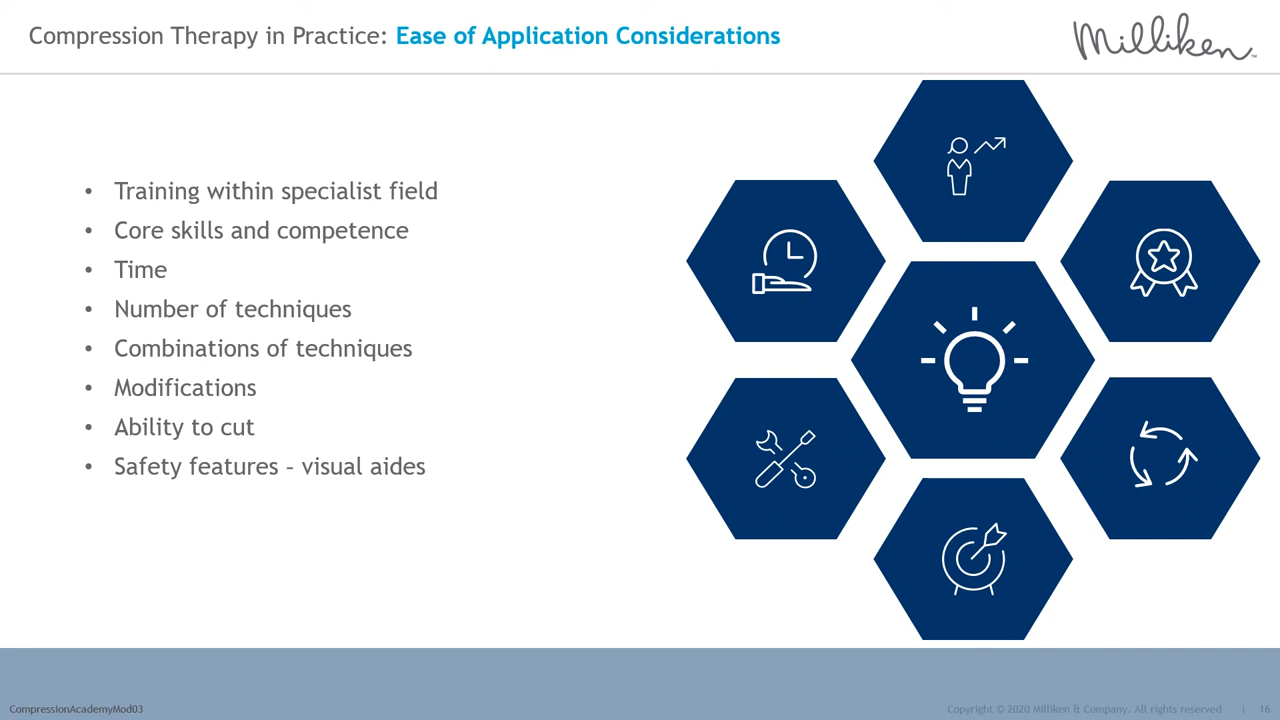 Compression Therapy in Practice: Ease of Application Considerations
Milliken™
• Training within specialist field
• Core skills and competence
• Time
• Number of techniques
• Combinations of techniques
• Modifications
• Ability to cut
• Safety features – visual aides
CompressionAcademyMod03
Copyright © 2020 Milliken & Company. All rights reserved | 16